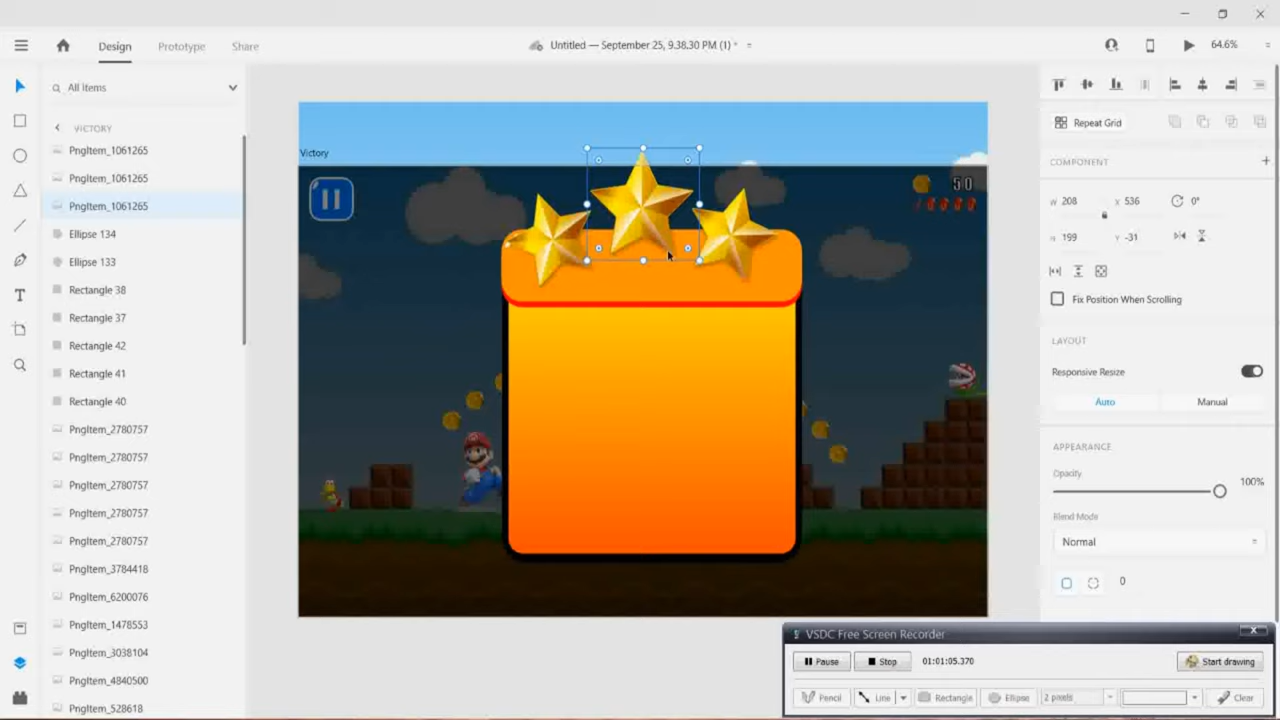 Design
Prototype
Share
Untitled — September 25, 9.38.30 PM (1) *
64.6%
All Items
VICTORY
PngItem_1061265
PngItem_1061265
PngItem_1061265
Ellipse 134
Ellipse 133
Rectangle 38
Rectangle 37
Rectangle 42
Rectangle 41
Rectangle 40
PngItem_2780757
PngItem_2780757
PngItem_2780757
PngItem_2780757
PngItem_2780757
PngItem_3784418
PngItem_6200076
PngItem_1478553
PngItem_3038104
PngItem_4840500
PngItem_528618
Victory
50
Repeat Grid
COMPONENT
W 208
X 536
0°
H 199
Y -31
Fix Position When Scrolling
LAYOUT
Responsive Resize
Auto
Manual
APPEARANCE
Opacity
100%
Blend Mode
Normal
0
VSDC Free Screen Recorder
Pause
Stop
01:01:05.370
Start drawing
Pencil
Line
Rectangle
Ellipse
2 pixels
Clear